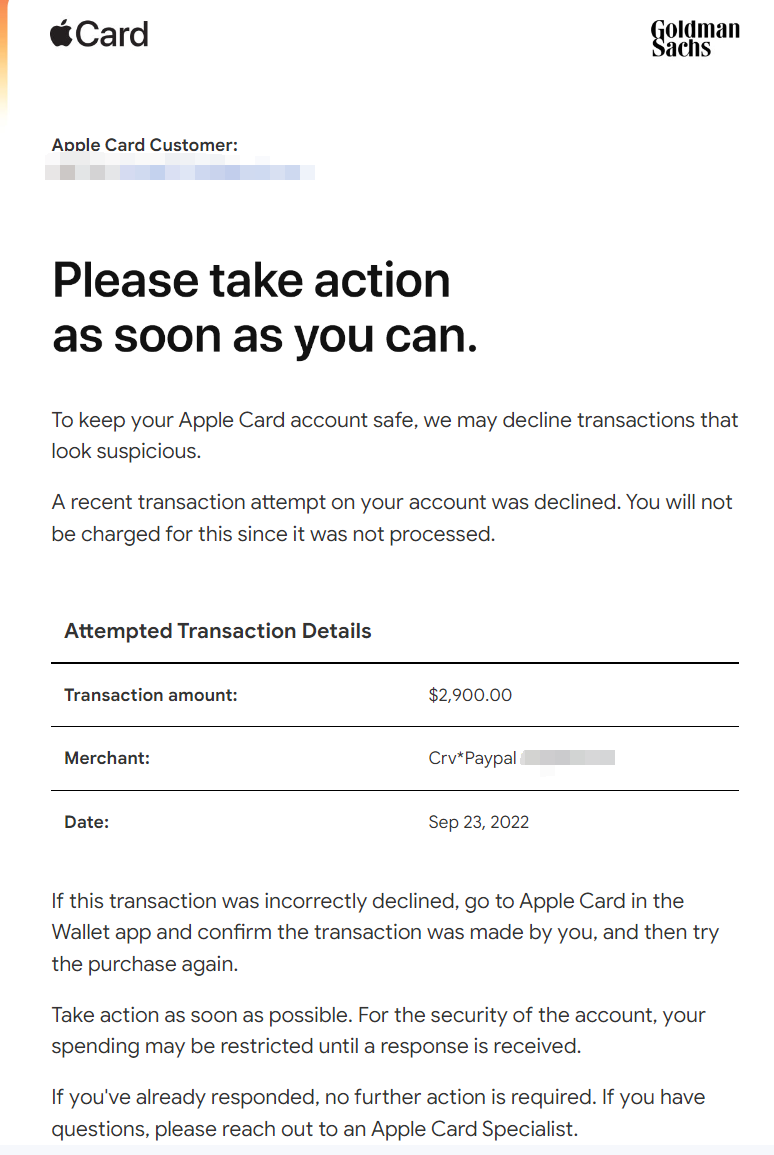 Card
Goldman
Sachs
Apple Card Customer:
Please take action
as soon as you can.
To keep your Apple Card account safe, we may decline transactions that
look suspicious.
A recent transaction attempt on your account was declined. You will not
be charged for this since it was not processed.
Attempted Transaction Details
Transaction amount: $2,900.00
Merchant: Crv*Paypal
Date: Sep 23, 2022
If this transaction was incorrectly declined, go to Apple Card in the
Wallet app and confirm the transaction was made by you, and then try
the purchase again.
Take action as soon as possible. For the security of the account, your
spending may be restricted until a response is received.
If you've already responded, no further action is required. If you have
questions, please reach out to an Apple Card Specialist.